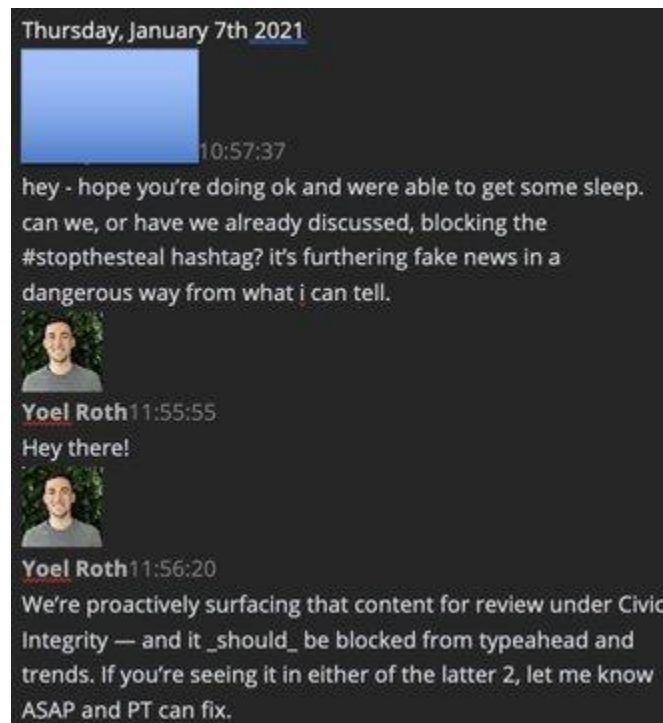 Thursday, January 7th 2021
10:57:37
hey - hope you're doing ok and were able to get some sleep.
can we, or have we already discussed, blocking the
#stopthesteal hashtag? it's furthering fake news in a
dangerous way from what i can tell.
Yoel Roth11:55:55
Hey there!
Yoel Roth11:56:20
We're proactively surfacing that content for review under Civic
Integrity — and it _should_ be blocked from typeahead and
trends. If you're seeing it in either of the latter 2, let me know
ASAP and PT can fix.